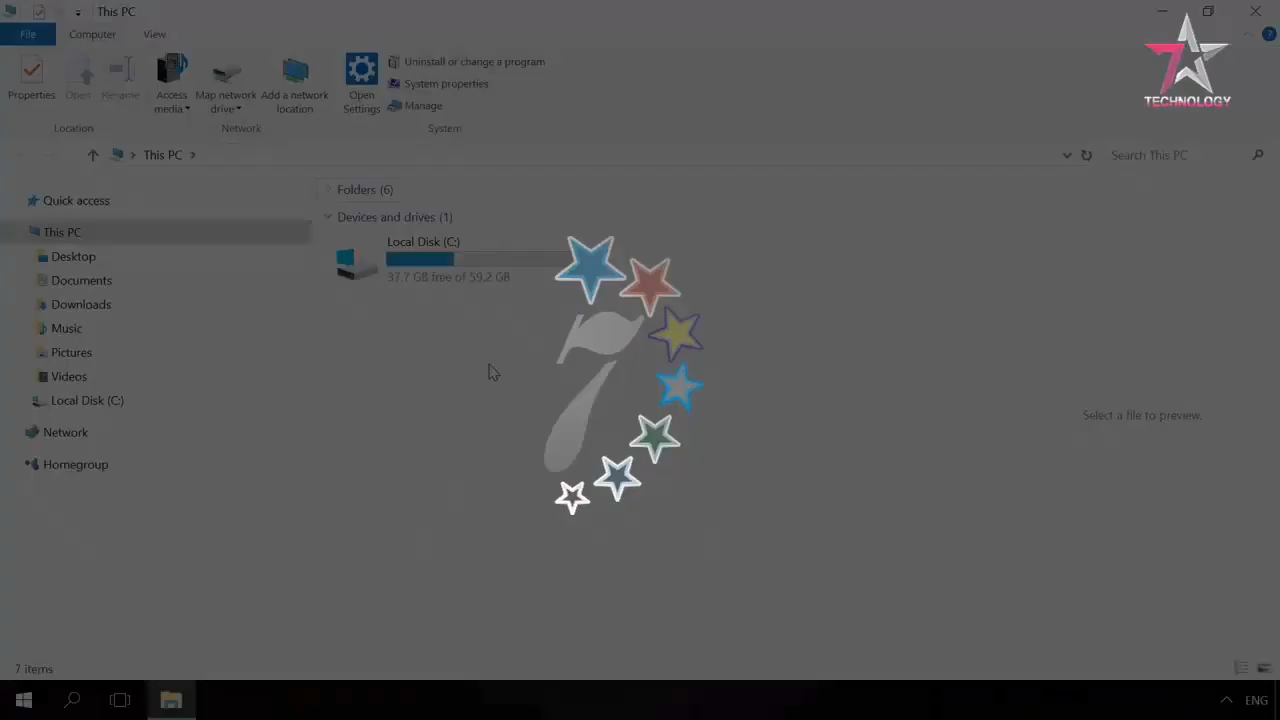 This PC
File
Computer
View
Properties
Open
Rename
Access media
Map network drive
Add a network location
Open Settings
Uninstall or change a program
System properties
Manage
Location
Network
System
7
TECHNOLOGY
This PC
Search This PC
Quick access
This PC
Desktop
Documents
Downloads
Music
Pictures
Videos
Local Disk (C:)
Network
Homegroup
Folders (6)
Devices and drives (1)
Local Disk (C:)
37.7 GB free of 59.2 GB
7
Select a file to preview.
7 items
ENG